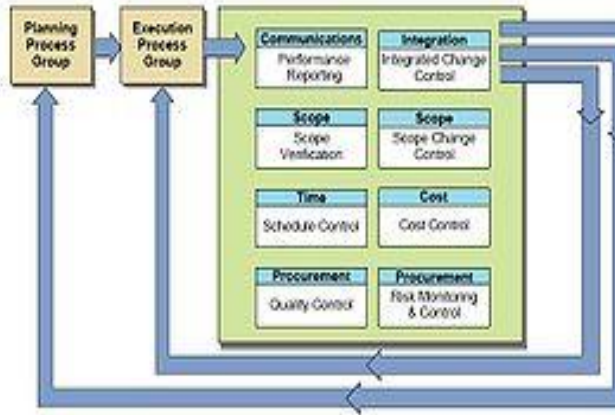 Planning
Process
Group
Execution
Process
Group
Communications
Performance
Reporting
Integration
Integrated Change
Control
Scope
Scope
Verification
Scope
Scope Change
Control
Time
Schedule Control
Cost
Cost Control
Procurement
Quality Control
Procurement
Risk Monitoring
& Control